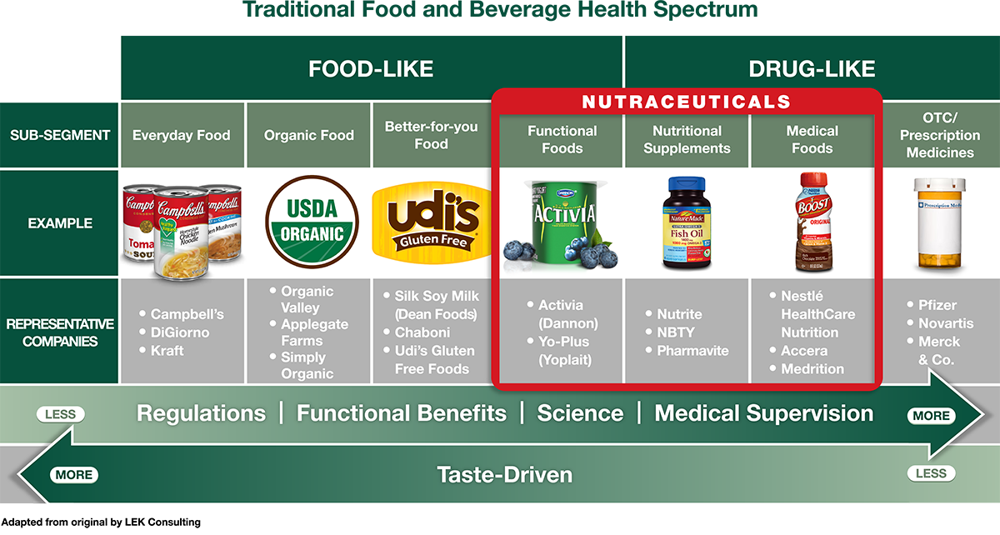 Traditional Food and Beverage Health Spectrum
FOOD-LIKE
DRUG-LIKE
NUTRACEUTICALS
SUB-SEGMENT
Everyday Food
Organic Food
Better-for-you
Food
Functional
Foods
Nutritional
Supplements
Medical
Foods
OTC/
Prescription
Medicines
EXAMPLE
Campbell's
Campbell's
Homestyle
Chicken
Noodle
USDA
ORGANIC
udi's
Gluten Free
DANNON
ACTIVIA
Nature Made
Fish Oil
BOOST
ORIGINAL
REPRESENTATIVE
COMPANIES
• Campbell's
• DiGiorno
• Kraft
• Organic
Valley
• Applegate
Farms
• Simply
Organic
• Silk Soy Milk
(Dean Foods)
• Chaboni
• Udi's Gluten
Free Foods
• Activia
(Dannon)
• Yo-Plus
(Yoplait)
• Nutrite
• NBTY
• Pharmavite
• Nestlé
HealthCare
Nutrition
• Accera
• Medrition
• Pfizer
• Novartis
• Merck
& Co.
LESS
Regulations | Functional Benefits | Science | Medical Supervision
MORE
MORE
Taste-Driven
LESS
Adapted from original by LEK Consulting